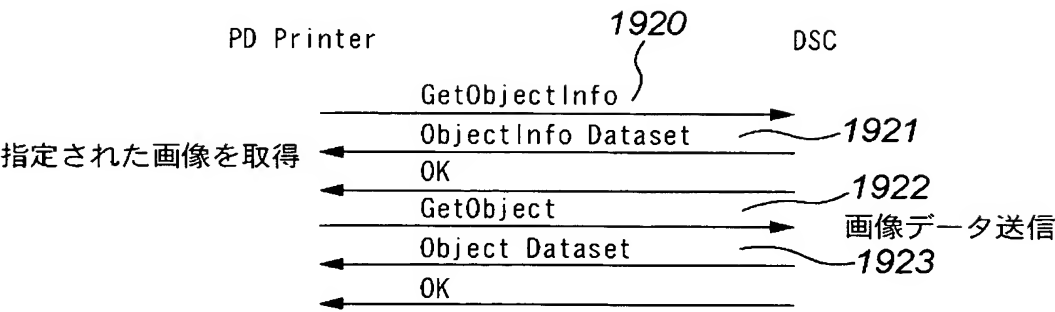 1920
PD Printer
DSC
GetObjectInfo
ObjectInfo Dataset
1921
指定された画像を取得
OK
1922
GetObject
画像データ送信
Object Dataset
1923
OK